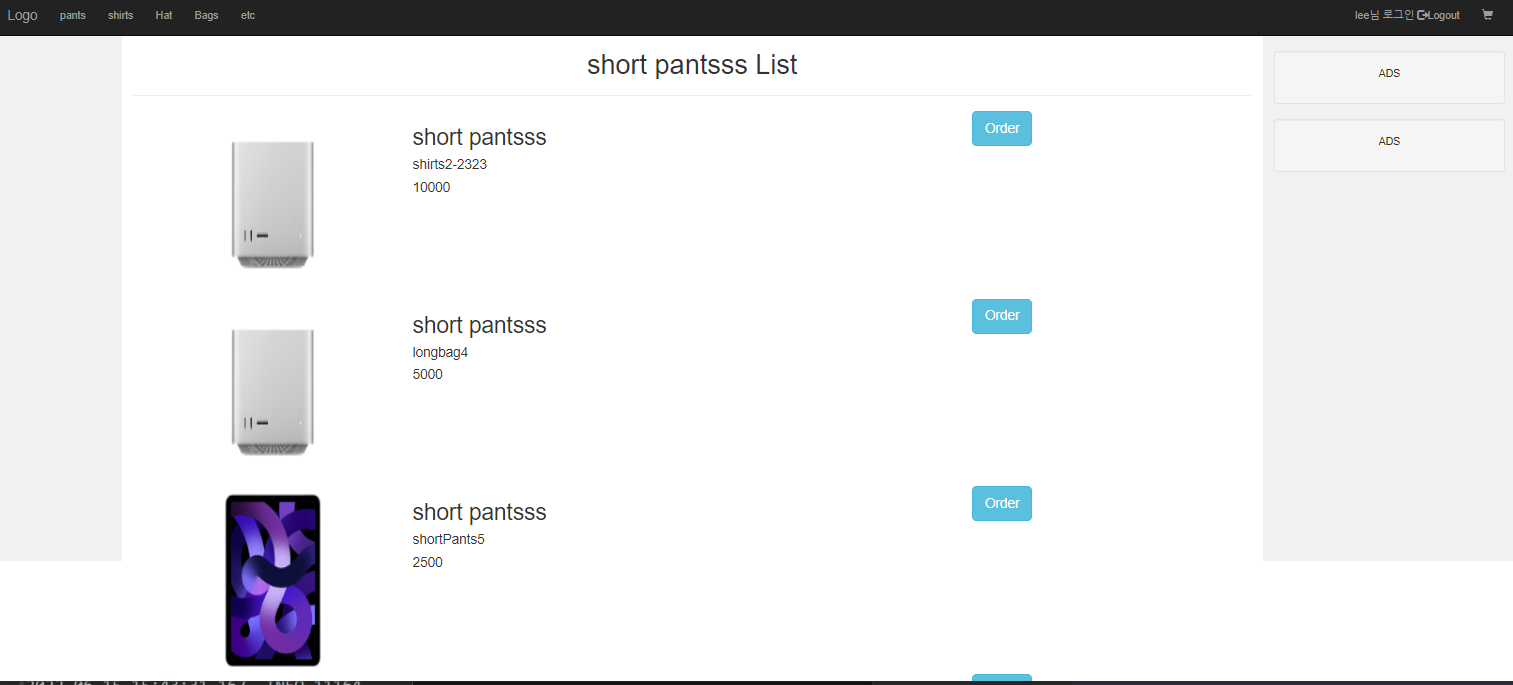 Logo pants shirts Hat Bags etc lee님 로그인 Logout
short pantsss List
ADS
ADS
short pantsss
shirts2-2323
10000
Order
short pantsss
longbag4
5000
Order
short pantsss
shortPants5
2500
Order